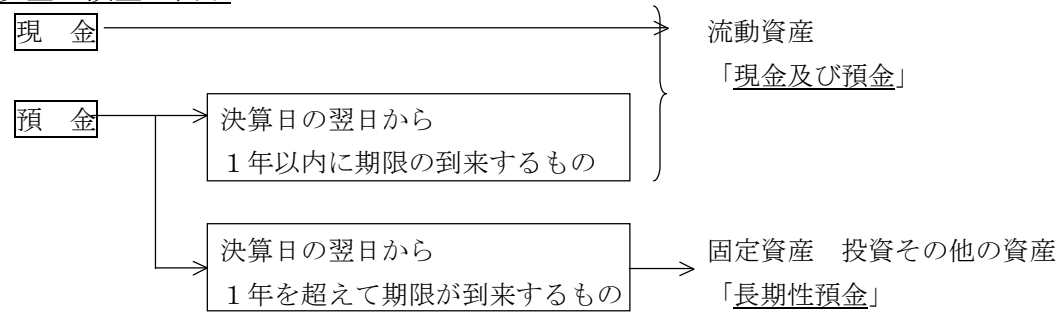 現　金
流動資産
「現金及び預金」
預　金
決算日の翌日から
１年以内に期限の到来するもの
決算日の翌日から
１年を超えて期限が到来するもの
固定資産　投資その他の資産
「長期性預金」